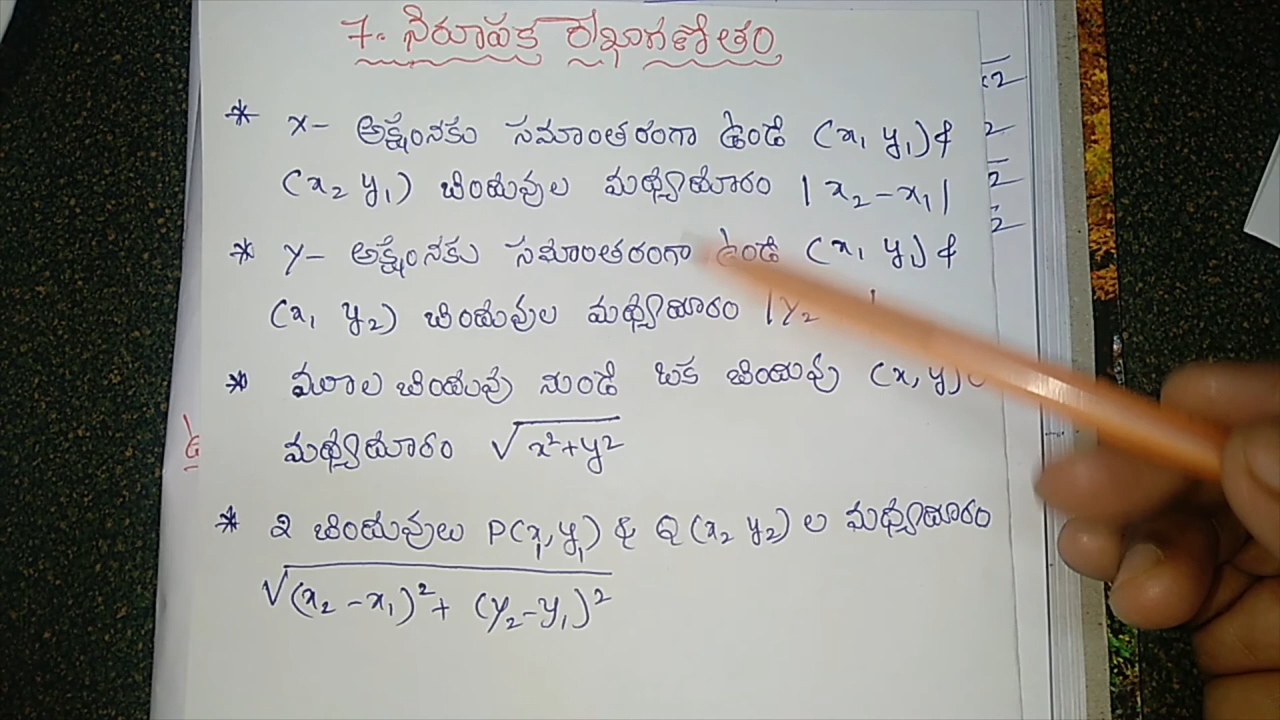 7. నిరూపక రేఖాగణితం
* x- అక్షంనకు సమాంతరంగా ఉండే (x₁ y₁) &
(x₂ y₁) బిందువుల మధ్యదూరం |x₂-x₁|
* y- అక్షంనకు సమాంతరంగా ఉండే (x₁ y₁) &
(x₁ y₂) బిందువుల మధ్యదూరం |y₂
* మూల బిందువు నుండి ఒక బిందువు (x, y)
మధ్యదూరం √x²+y²
* 2 బిందువులు P(x₁, y₁) & Q(x₂ y₂) ల మధ్యదూరం
√(x₂-x₁)²+ (y₂-y₁)²